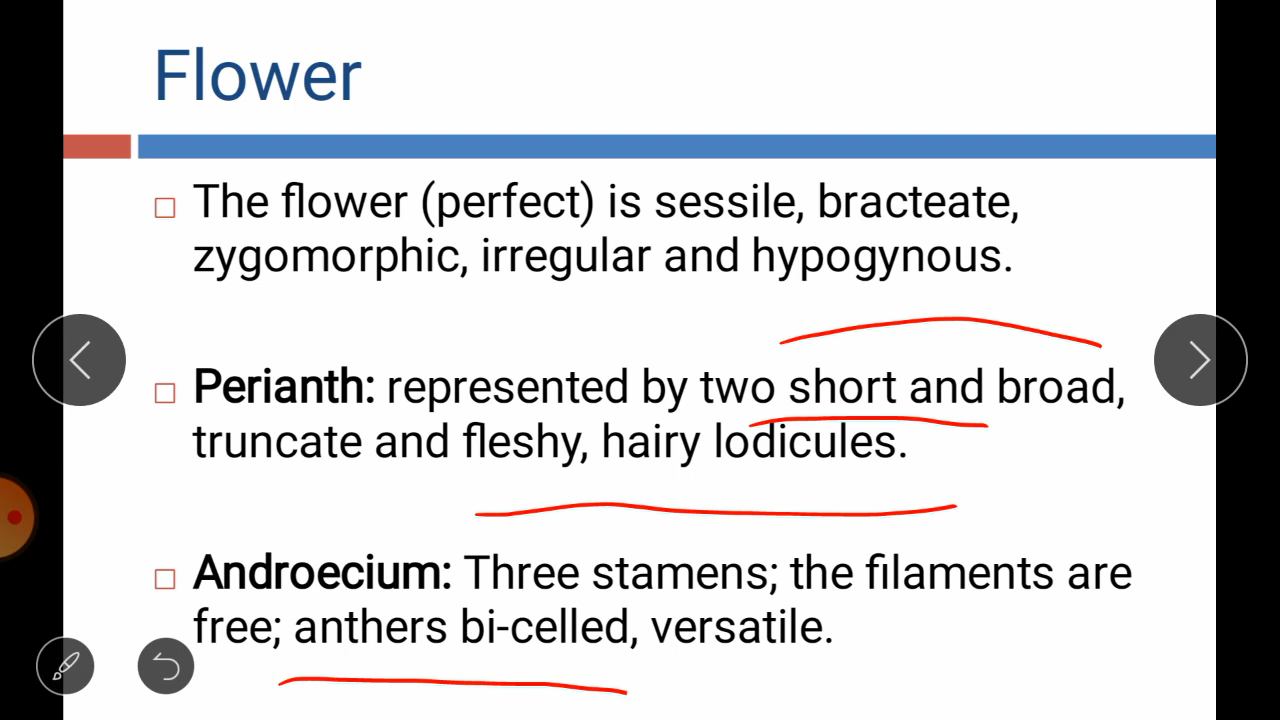 Flower
The flower (perfect) is sessile, bracteate,
zygomorphic, irregular and hypogynous.
Perianth: represented by two short and broad,
truncate and fleshy, hairy lodicules.
Androecium: Three stamens; the filaments are
free; anthers bi-celled, versatile.